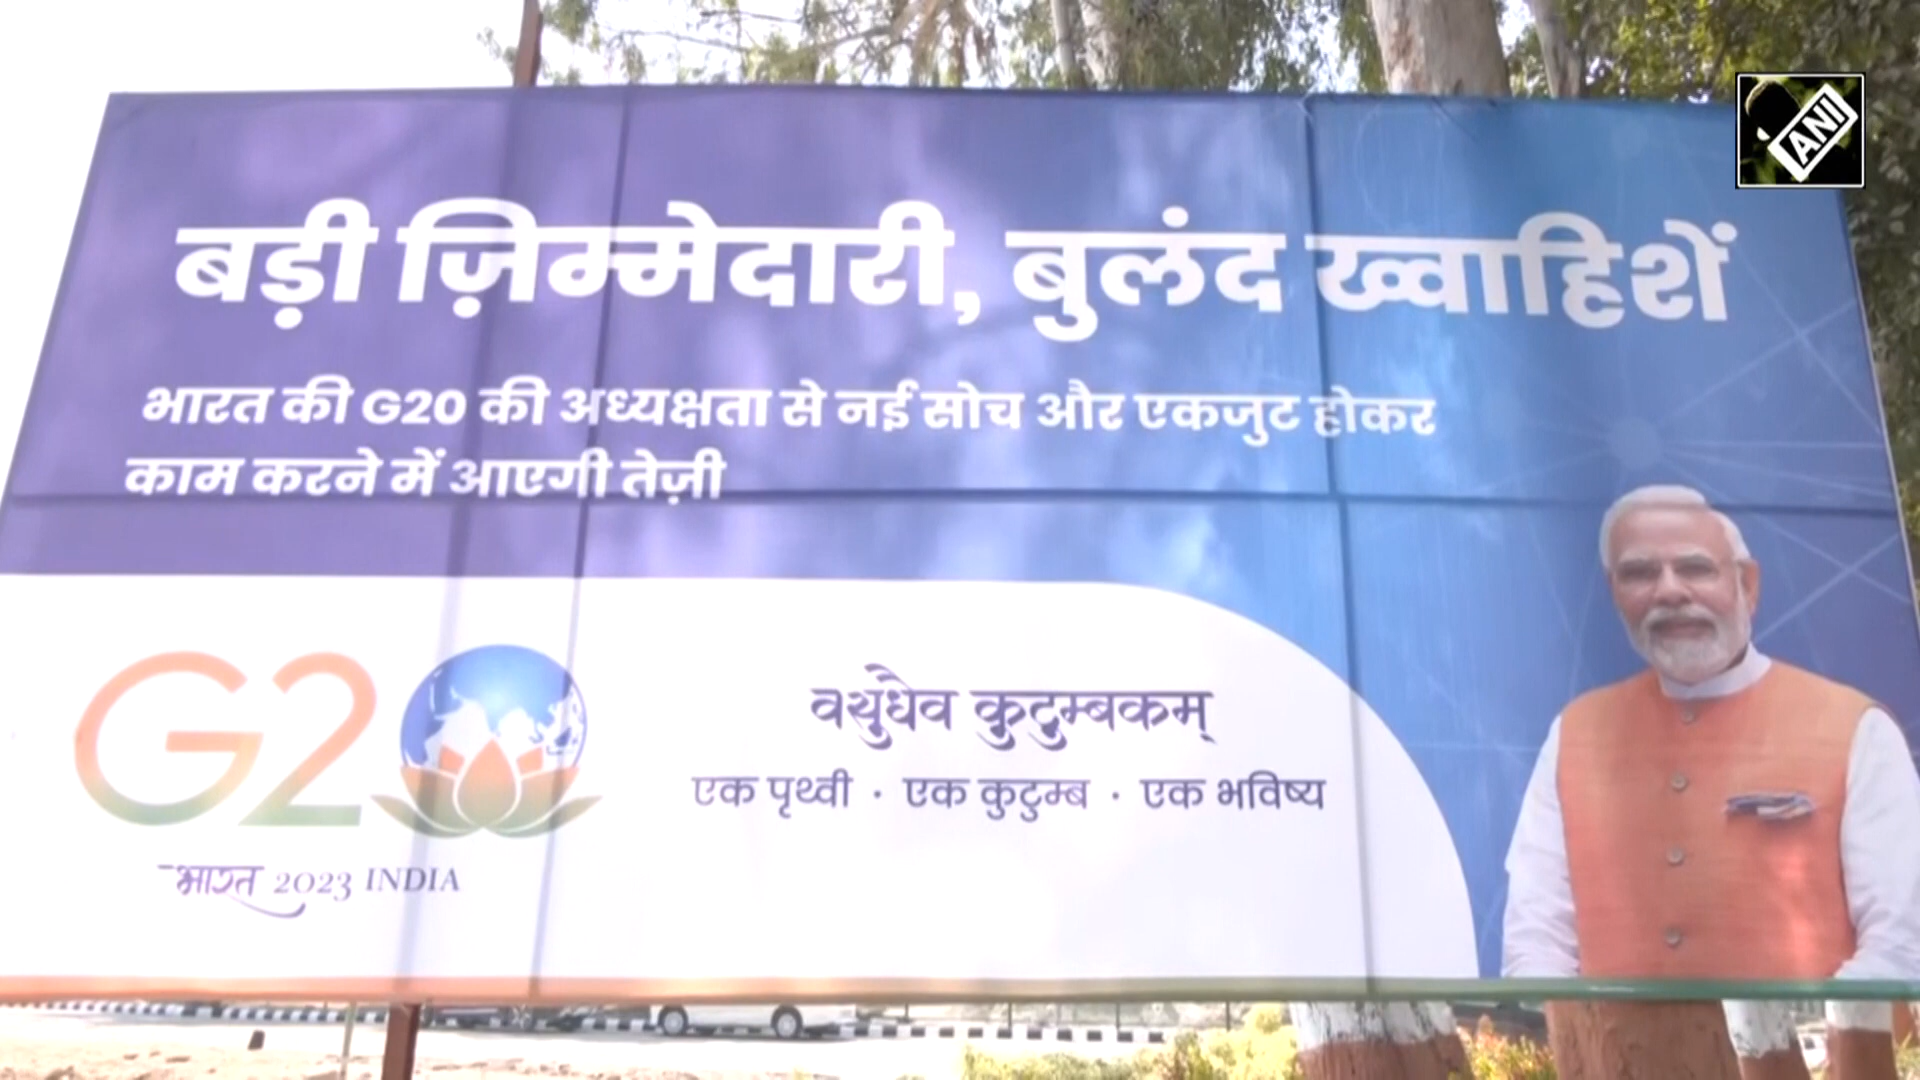 ANI
बड़ी ज़िम्मेदारी, बुलंद ख्वाहिशें
भारत की G20 की अध्यक्षता से नई सोच और एकजुट होकर
काम करने में आएगी तेज़ी
G20
भारत 2023 INDIA
वसुधैव कुटुम्बकम्
एक पृथ्वी · एक कुटुम्ब · एक भविष्य